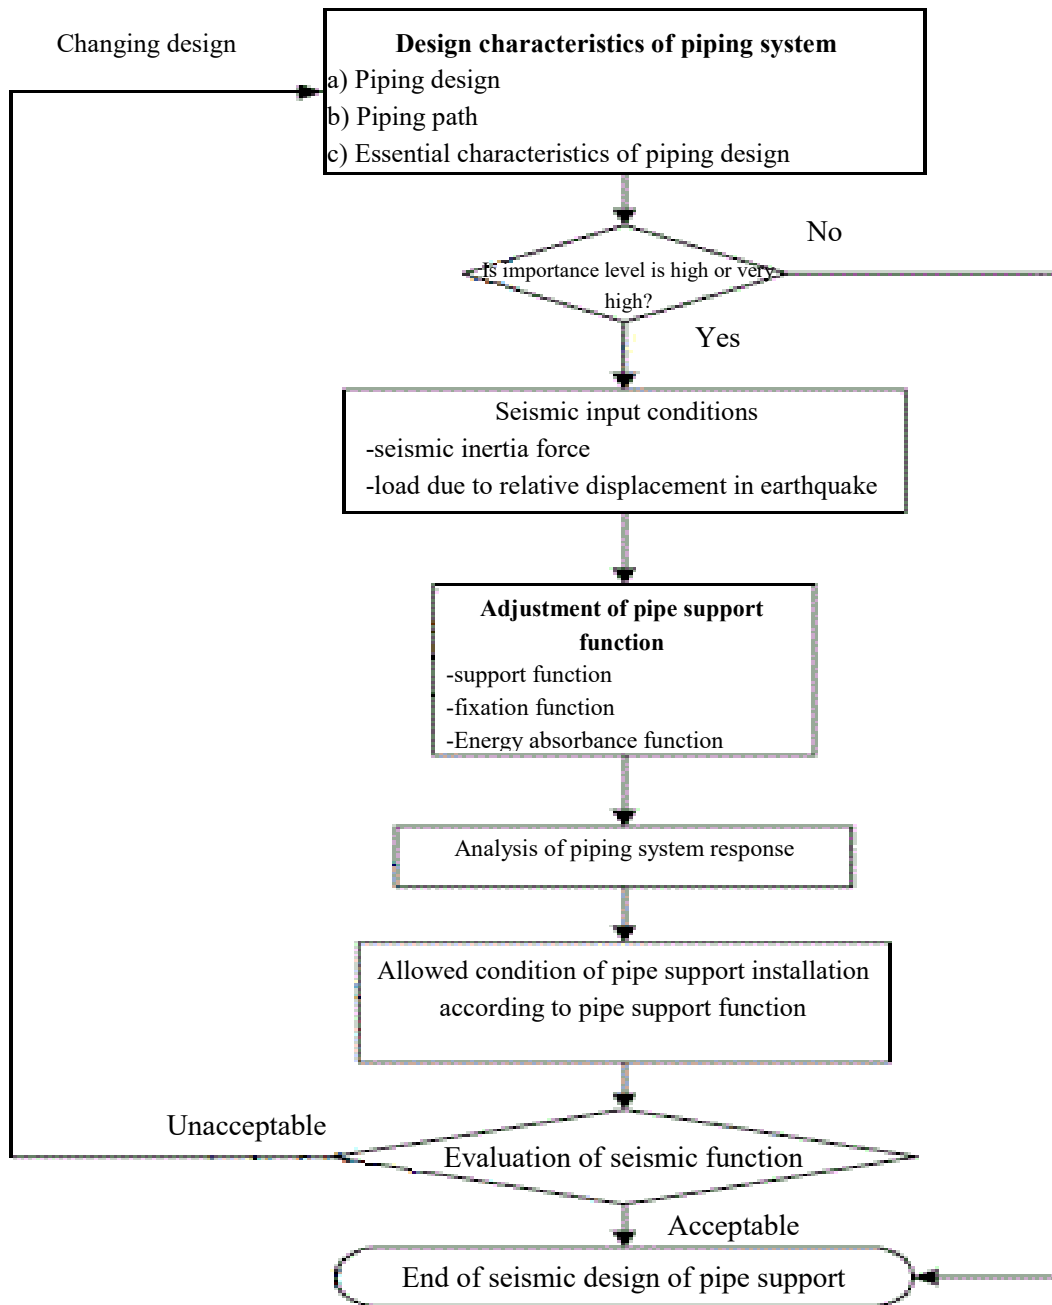 Changing design
Design characteristics of piping system
a) Piping design
b) Piping path
c) Essential characteristics of piping design
No
Is importance level is high or very
high?
Yes
Seismic input conditions
-seismic inertia force
-load due to relative displacement in earthquake
Adjustment of pipe support
function
-support function
-fixation function
-Energy absorbance function
Analysis of piping system response
Allowed condition of pipe support installation
according to pipe support function
Unacceptable
Evaluation of seismic function
Acceptable
End of seismic design of pipe support